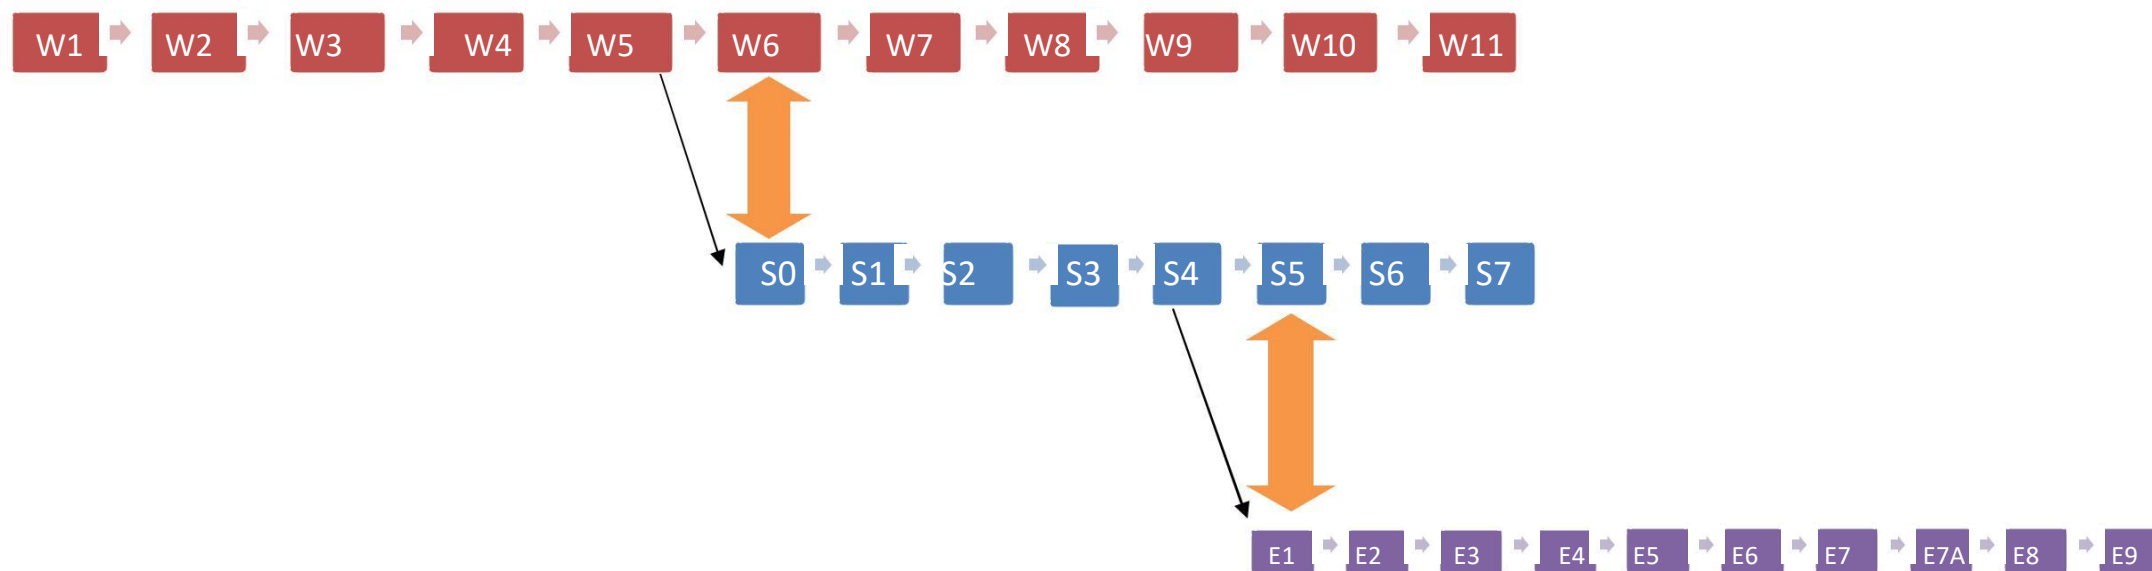 W1 W2 W3 W4 W5 W6 W7 W8 W9 W10 W11
S0 S1 S2 S3 S4 S5 S6 S7
E1 E2 E3 E4 E5 E6 E7 E7A E8 E9